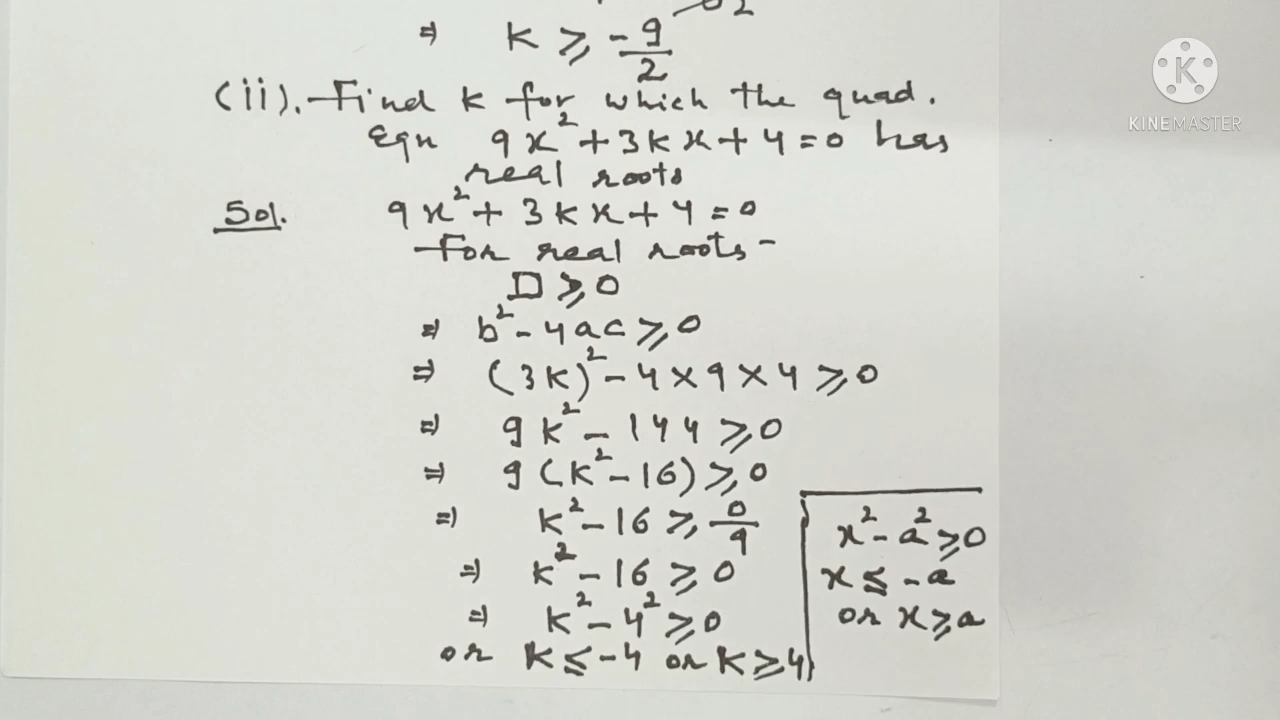 ⇒ K ≥ -9/2
(ii). Find K for which the quad.
Eqn 9x² + 3kx + 4 = 0 has
real roots
Sol. 9x² + 3kx + 4 = 0
For real roots -
D ≥ 0
⇒ b² - 4ac ≥ 0
⇒ (3K)² - 4 × 9 × 4 ≥ 0
⇒ 9K² - 144 ≥ 0
⇒ 9(K² - 16) ≥ 0
⇒ K² - 16 ≥ 0/9
⇒ K² - 16 ≥ 0
⇒ K² - 4² ≥ 0
or K ≤ -4 or K ≥ 4
x² - a² ≥ 0
x ≤ -a
or x ≥ a
KINEMASTER